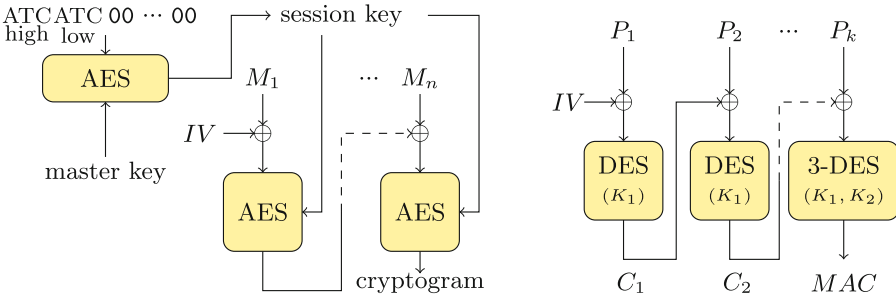 ATC ATC 00 ··· 00
high low
session key
AES
M1 ··· Mn
IV
master key
AES
AES
cryptogram
P1 P2 ··· Pk
IV
DES DES 3-DES
(K1) (K1) (K1, K2)
C1 C2 MAC